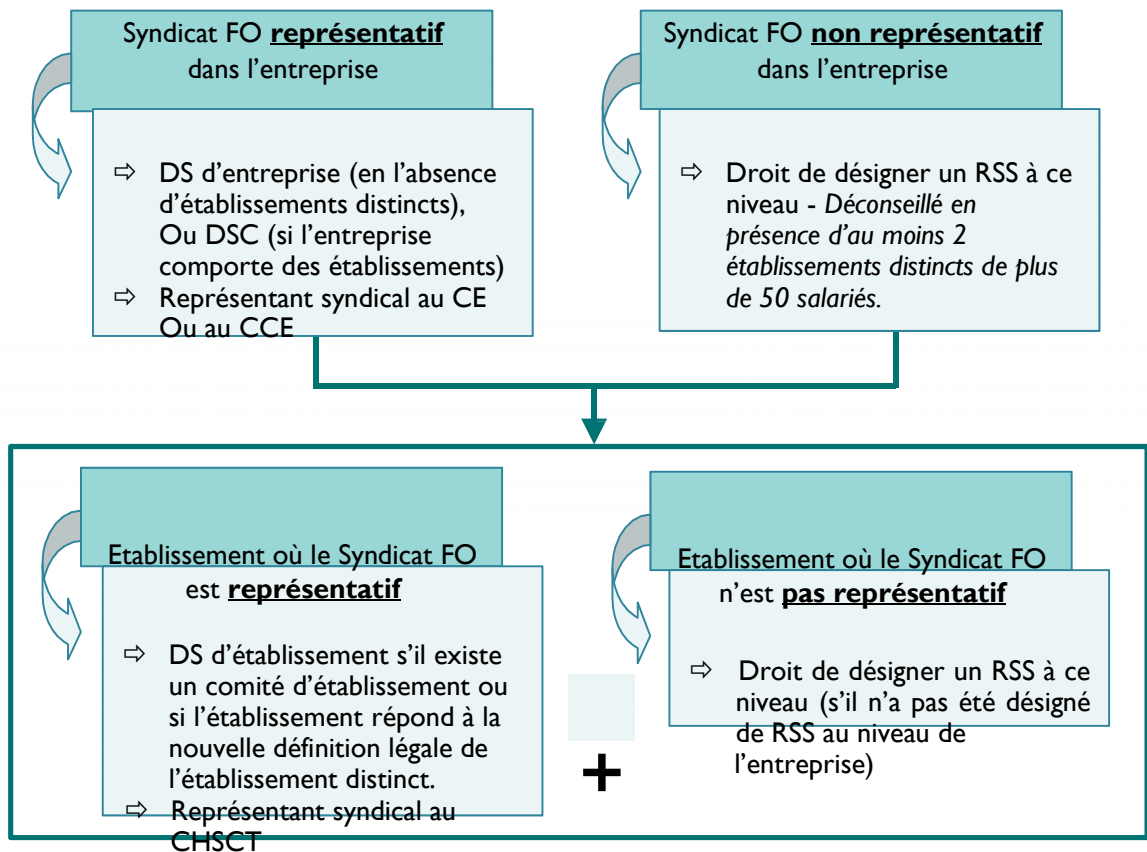 Syndicat FO représentatif
dans l’entreprise
⇨ DS d’entreprise (en l’absence
d’établissements distincts),
Ou DSC (si l’entreprise
comporte des établissements)
⇨ Représentant syndical au CE
Ou au CCE
Syndicat FO non représentatif
dans l’entreprise
⇨ Droit de désigner un RSS à ce
niveau - Déconseillé en
présence d’au moins 2
établissements distincts de plus
de 50 salariés.
Etablissement où le Syndicat FO
est représentatif
⇨ DS d’établissement s’il existe
un comité d’établissement ou
si l’établissement répond à la
nouvelle définition légale de
l’établissement distinct.
⇨ Représentant syndical au
CHSCT
+
Etablissement où le Syndicat FO
n’est pas représentatif
⇨ Droit de désigner un RSS à ce
niveau (s’il n’a pas été désigné
de RSS au niveau de
l’entreprise)